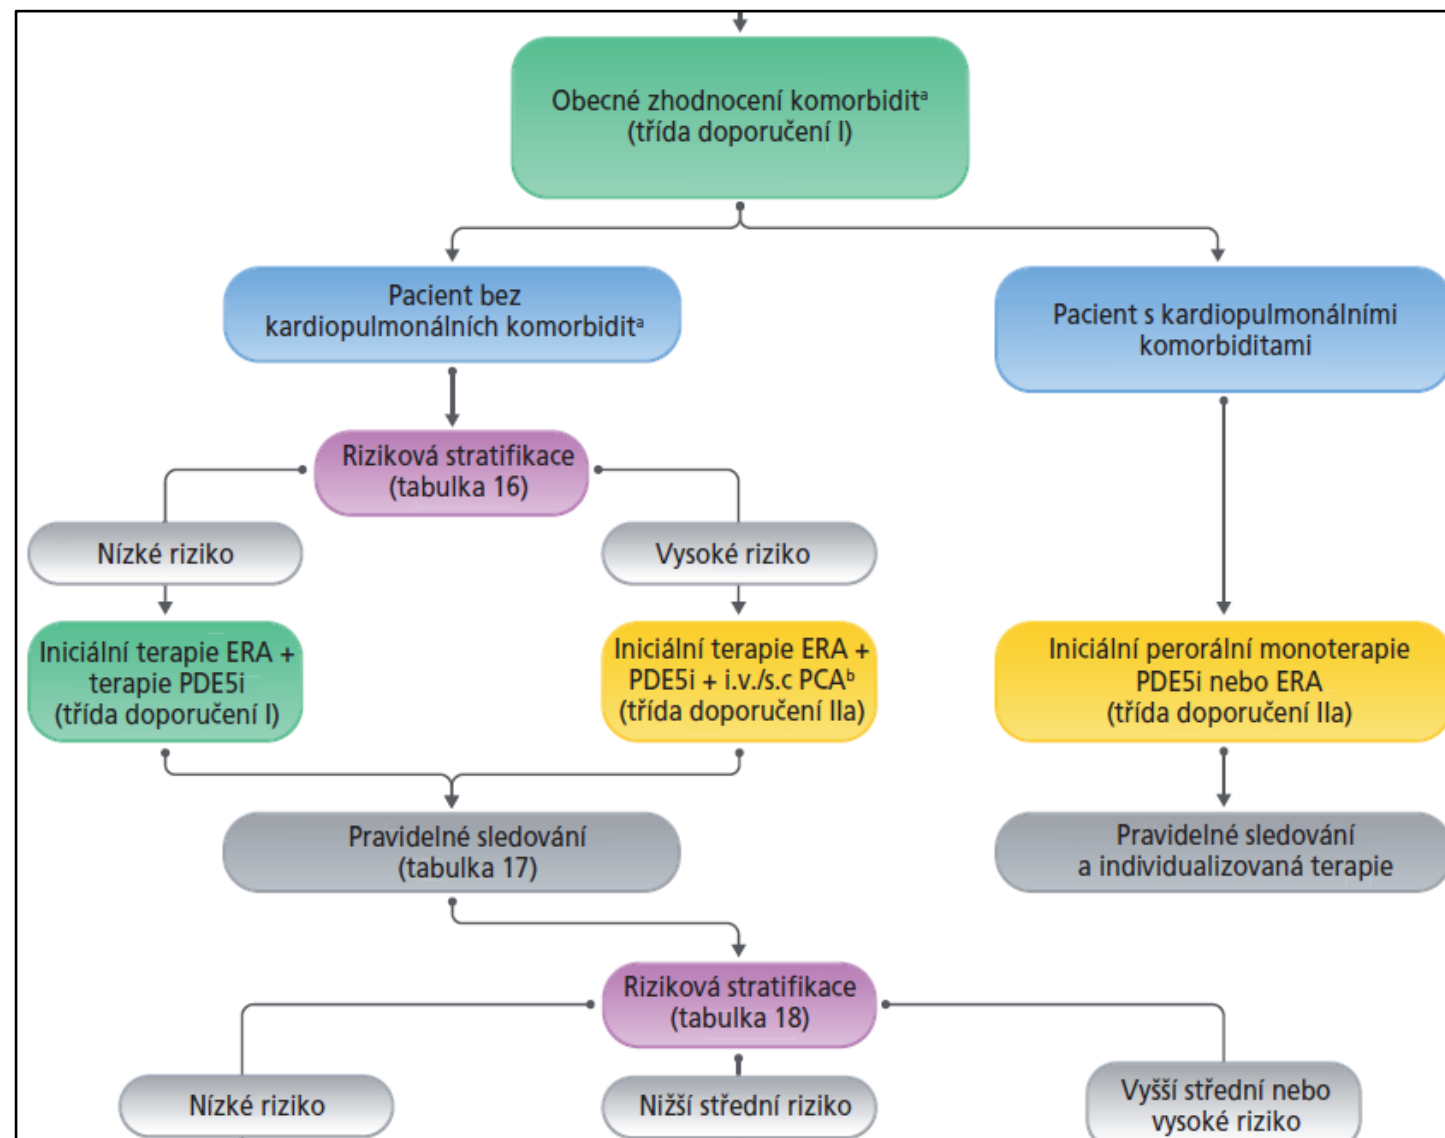 Obecné zhodnocení komorbiditᵃ
(třída doporučení I)
Pacient bez
kardiopulmonálních komorbiditᵃ
Pacient s kardiopulmonálními
komorbiditami
Riziková stratifikace
(tabulka 16)
Nízké riziko
Vysoké riziko
Iniciální terapie ERA +
terapie PDE5i
(třída doporučení I)
Iniciální terapie ERA +
PDE5i + i.v./s.c PCAᵇ
(třída doporučení IIa)
Iniciální perorální monoterapie
PDE5i nebo ERA
(třída doporučení IIa)
Pravidelné sledování
(tabulka 17)
Pravidelné sledování
a individualizovaná terapie
Riziková stratifikace
(tabulka 18)
Nízké riziko
Nižší střední riziko
Vyšší střední nebo
vysoké riziko